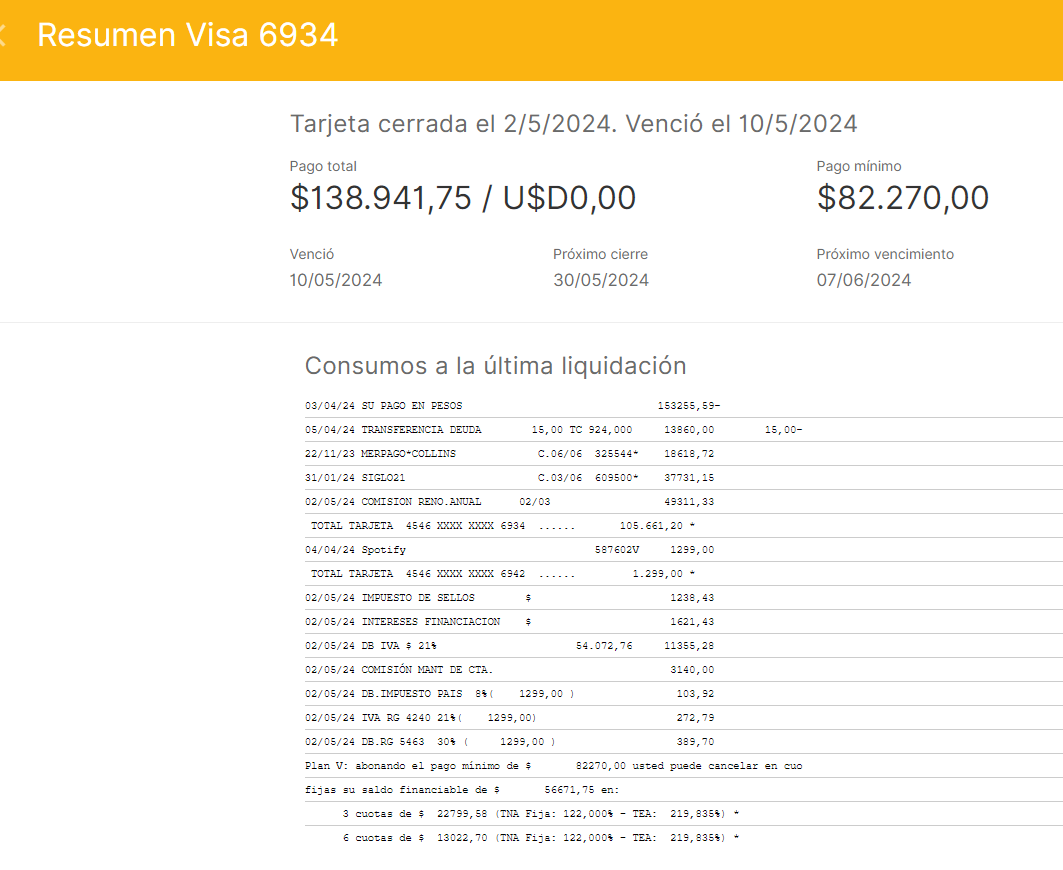 Resumen Visa 6934
Tarjeta cerrada el 2/5/2024. Venció el 10/5/2024
Pago total Pago mínimo
$138.941,75 / U$D0,00 $82.270,00
Venció Próximo cierre Próximo vencimiento
10/05/2024 30/05/2024 07/06/2024
Consumos a la última liquidación
03/04/24 SU PAGO EN PESOS 153255,59-
05/04/24 TRANSFERENCIA DEUDA 15,00 TC 924,000 13860,00 15,00-
22/11/23 MERPAGO*COLLINS C.06/06 325544* 18618,72
31/01/24 SIGLO21 C.03/06 609500* 37731,15
02/05/24 COMISION RENO.ANUAL 02/03 49311,33
TOTAL TARJETA 4546 XXXX XXXX 6934 ...... 105.661,20 *
04/04/24 Spotify 587602V 1299,00
TOTAL TARJETA 4546 XXXX XXXX 6942 ...... 1.299,00 *
02/05/24 IMPUESTO DE SELLOS $ 1238,43
02/05/24 INTERESES FINANCIACION $ 1621,43
02/05/24 DB IVA $ 21% 54.072,76 11355,28
02/05/24 COMISIÓN MANT DE CTA. 3140,00
02/05/24 DB.IMPUESTO PAIS 8%( 1299,00 ) 103,92
02/05/24 IVA RG 4240 21%( 1299,00) 272,79
02/05/24 DB.RG 5463 30% ( 1299,00 ) 389,70
Plan V: abonando el pago mínimo de $ 82270,00 usted puede cancelar en cuo
fijas su saldo financiable de $ 56671,75 en:
3 cuotas de $ 22799,58 (TNA Fija: 122,000% - TEA: 219,835%) *
6 cuotas de $ 13022,70 (TNA Fija: 122,000% - TEA: 219,835%) *